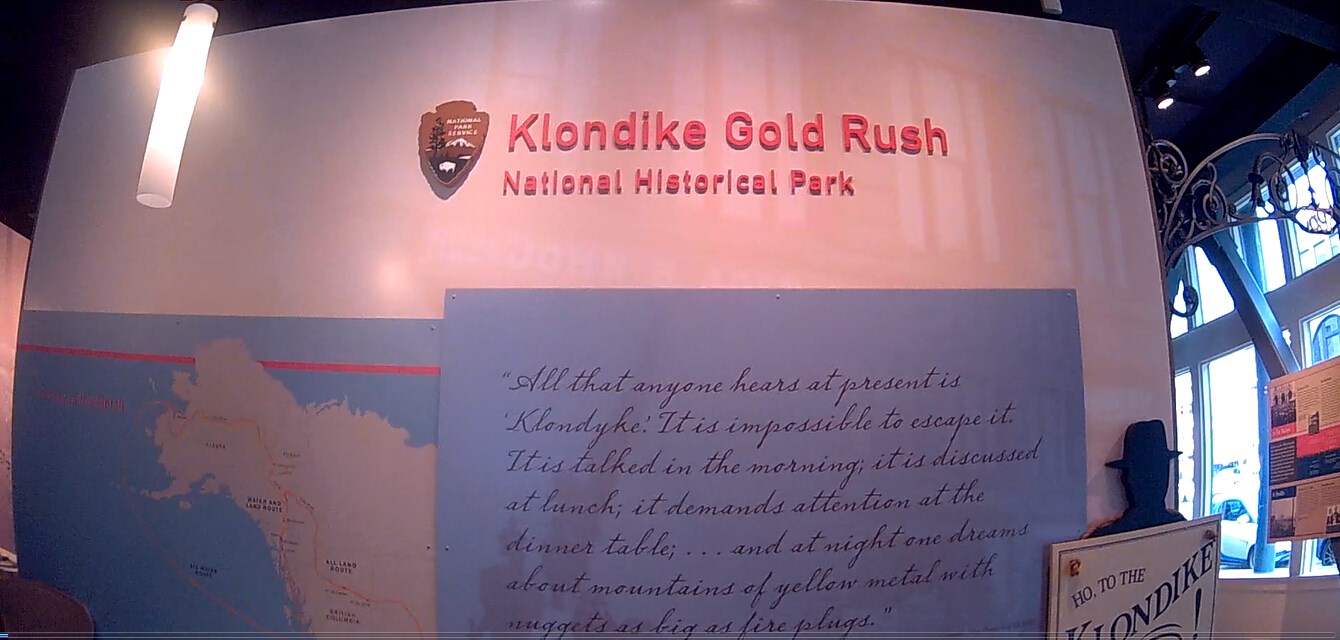 NATIONAL
PARK
SERVICE
Klondike Gold Rush
National Historical Park
"All that anyone hears at present is
'Klondyke.' It is impossible to escape it.
It is talked in the morning; it is discussed
at lunch; it demands attention at the
dinner table; . . . and at night one dreams
about mountains of yellow metal with
nuggets as big as fire plugs."
ALASKA
WATER AND
LAND ROUTE
ALL WATER
ROUTE
ALL LAND
ROUTE
BRITISH
COLUMBIA
HO, TO THE
KLONDIKE
!